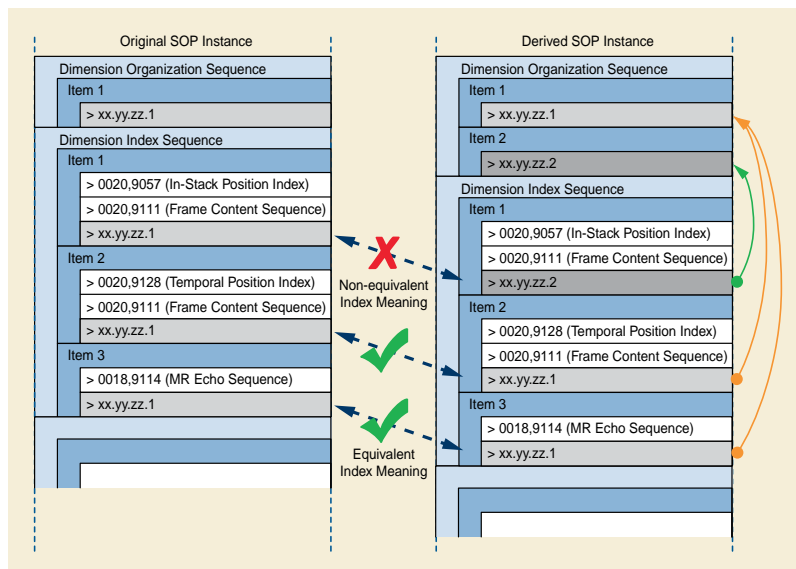 Original SOP Instance
Dimension Organization Sequence
Item 1
> xx.yy.zz.1
Dimension Index Sequence
Item 1
> 0020,9057 (In-Stack Position Index)
> 0020,9111 (Frame Content Sequence)
> xx.yy.zz.1
Item 2
> 0020,9128 (Temporal Position Index)
> 0020,9111 (Frame Content Sequence)
> xx.yy.zz.1
Item 3
> 0018,9114 (MR Echo Sequence)
> xx.yy.zz.1
Non-equivalent
Index Meaning
Equivalent
Index Meaning
Derived SOP Instance
Dimension Organization Sequence
Item 1
> xx.yy.zz.1
Item 2
> xx.yy.zz.2
Dimension Index Sequence
Item 1
> 0020,9057 (In-Stack Position Index)
> 0020,9111 (Frame Content Sequence)
> xx.yy.zz.2
Item 2
> 0020,9128 (Temporal Position Index)
> 0020,9111 (Frame Content Sequence)
> xx.yy.zz.1
Item 3
> 0018,9114 (MR Echo Sequence)
> xx.yy.zz.1